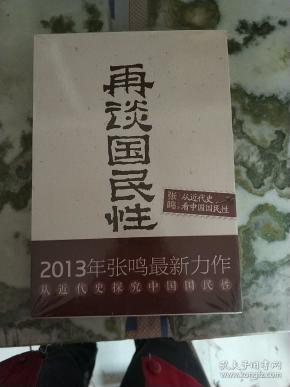 再谈国民性
张鸣
从近代史
看中国国民性
2013年张鸣最新力作
从近代史探究中国国民性
孔夫子旧书网